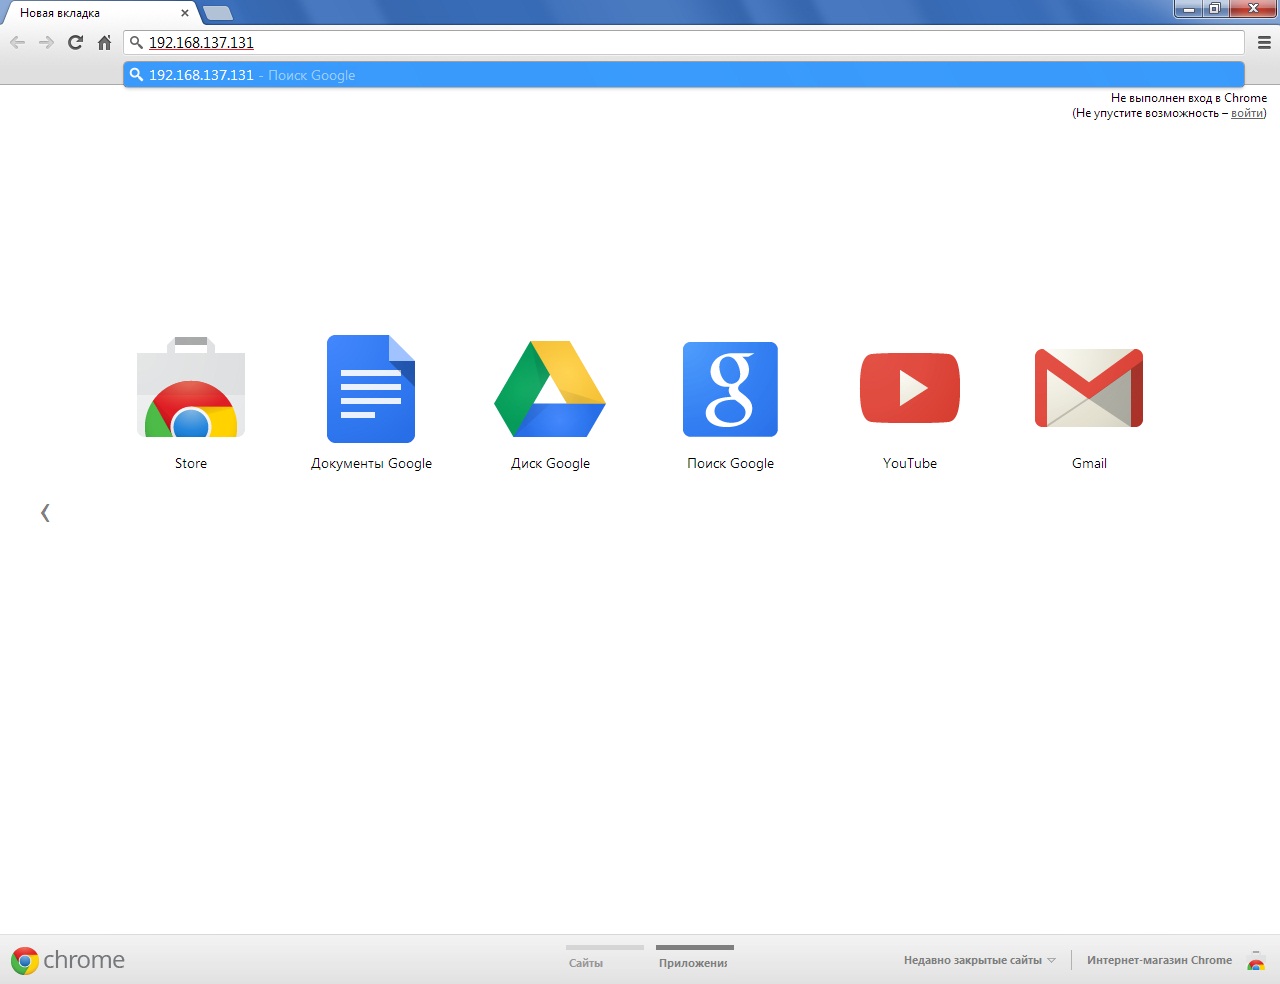 Новая вкладка
192.168.137.131
192.168.137.131 - Поиск Google
Не выполнен вход в Chrome
(Не упустите возможность – войти)
Store
Документы Google
Диск Google
Поиск Google
YouTube
Gmail
chrome
Сайты
Приложения
Недавно закрытые сайты
Интернет-магазин Chrome